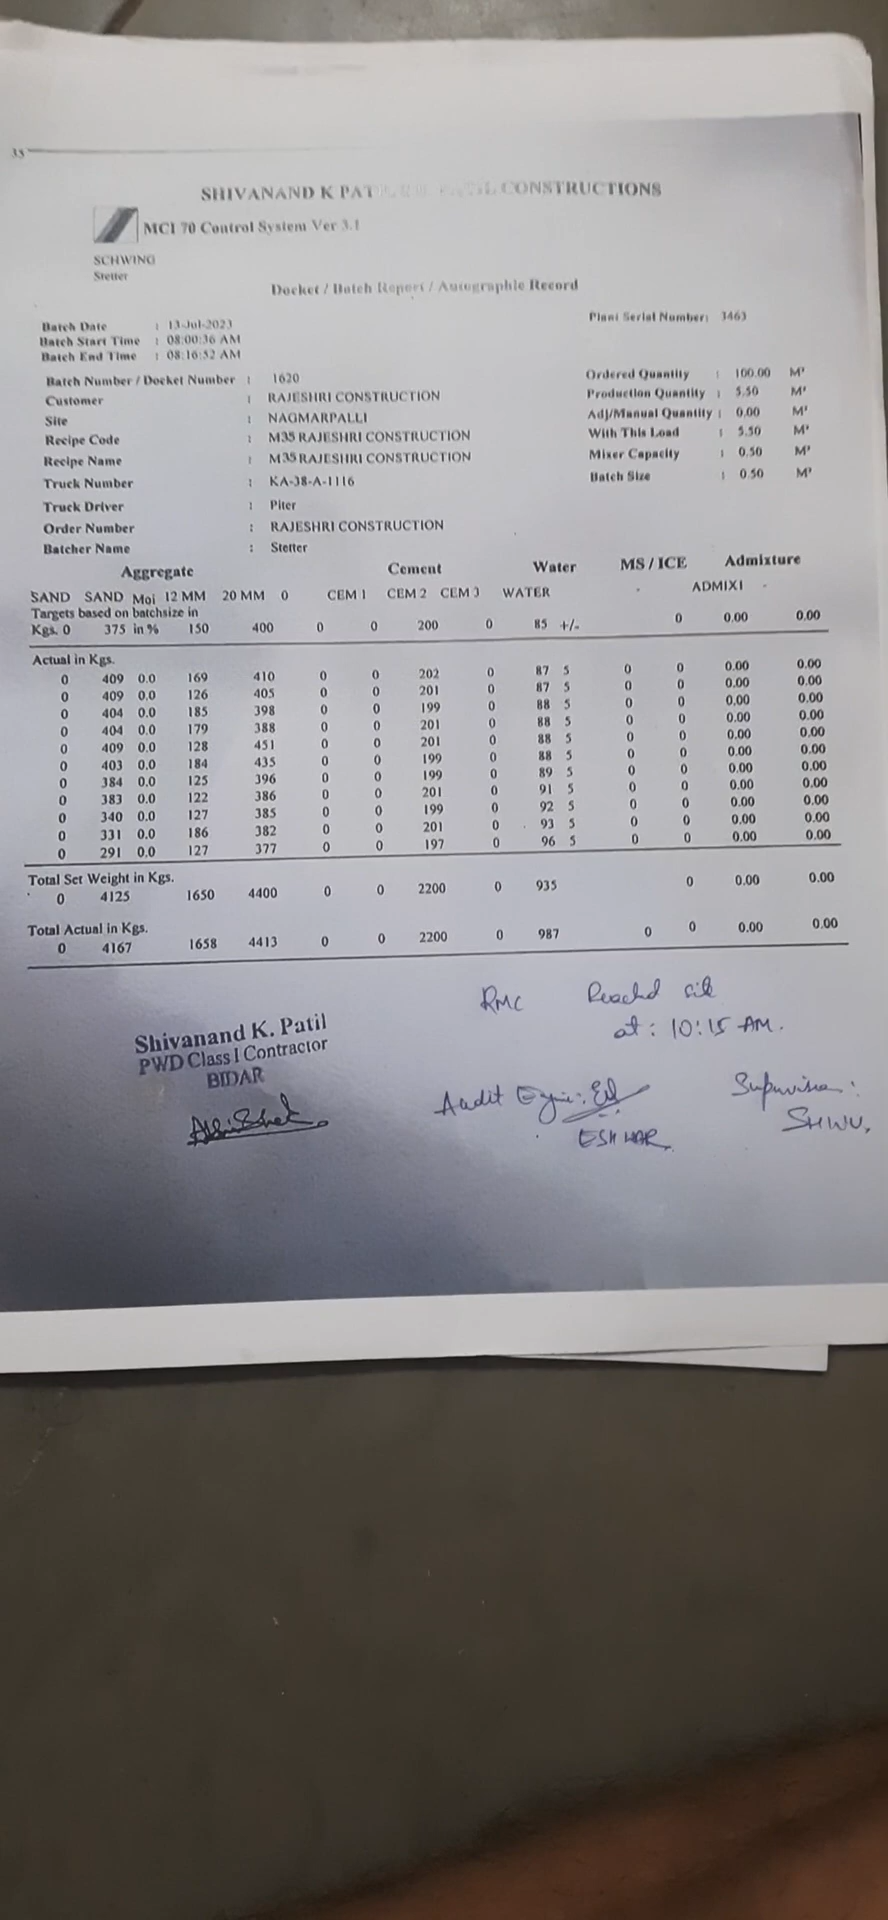 35
SHIVANAND K PAT CONSTRUCTIONS
MCI 70 Control System Ver 3.1
SCHWING
Stetter
Docket / Batch Report / Autographic Record
Plant Serial Number: 3463
Batch Date : 13-Jul-2023
Batch Start Time : 08:00:36 AM
Batch End Time : 08:16:52 AM
Batch Number / Docket Number : 1620
Customer : RAJESHRI CONSTRUCTION
Site : NAGMARPALLI
Recipe Code : M35 RAJESHRI CONSTRUCTION
Recipe Name : M35 RAJESHRI CONSTRUCTION
Truck Number : KA-38-A-1116
Truck Driver : Piter
Order Number : RAJESHRI CONSTRUCTION
Batcher Name : Stetter
Ordered Quantity : 100.00 M³
Production Quantity : 5.50 M³
Adj/Manual Quantity : 0.00 M³
With This Load : 5.50 M³
Mixer Capacity : 0.50 M³
Batch Size : 0.50 M³
Aggregate Cement Water MS / ICE Admixture
SAND SAND Moi 12 MM 20 MM 0 CEM 1 CEM 2 CEM 3 WATER - ADMIX1 -
Targets based on batchsize in
Kgs. 0 375 in % 150 400 0 0 200 0 85 +/- 0 0.00 0.00
Actual in Kgs.
0 409 0.0 169 410 0 0 202 0 87 5 0 0 0.00 0.00
0 409 0.0 126 405 0 0 201 0 87 5 0 0 0.00 0.00
0 404 0.0 185 398 0 0 199 0 88 5 0 0 0.00 0.00
0 404 0.0 179 388 0 0 201 0 88 5 0 0 0.00 0.00
0 409 0.0 128 451 0 0 201 0 88 5 0 0 0.00 0.00
0 403 0.0 184 435 0 0 199 0 88 5 0 0 0.00 0.00
0 384 0.0 125 396 0 0 199 0 89 5 0 0 0.00 0.00
0 383 0.0 122 386 0 0 201 0 91 5 0 0 0.00 0.00
0 340 0.0 127 385 0 0 199 0 92 5 0 0 0.00 0.00
0 331 0.0 186 382 0 0 201 0 93 5 0 0 0.00 0.00
0 291 0.0 127 377 0 0 197 0 96 5 0 0 0.00 0.00
Total Set Weight in Kgs.
0 4125 1650 4400 0 0 2200 0 935 0 0.00 0.00
Total Actual in Kgs.
0 4167 1658 4413 0 0 2200 0 987 0 0 0.00 0.00
RMC Reached site
at : 10:15 AM.
Shivanand K. Patil
PWD Class I Contractor
BIDAR
Audit
ESHWAR
SHIVU,